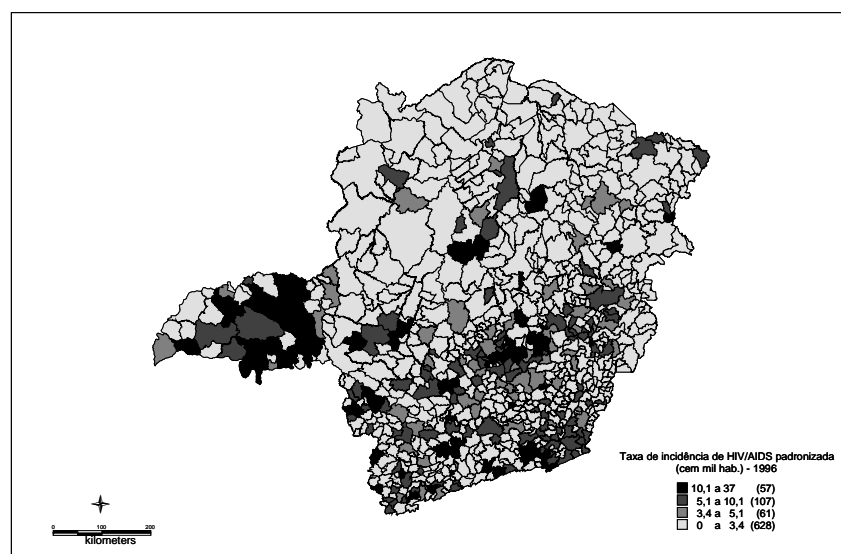 Taxa de incidência de HIV/AIDS padronizada
(cem mil hab.) - 1996
10,1 a 37 (57)
5,1 a 10,1 (107)
3,4 a 5,1 (61)
0 a 3,4 (628)
0 100 200
kilometers